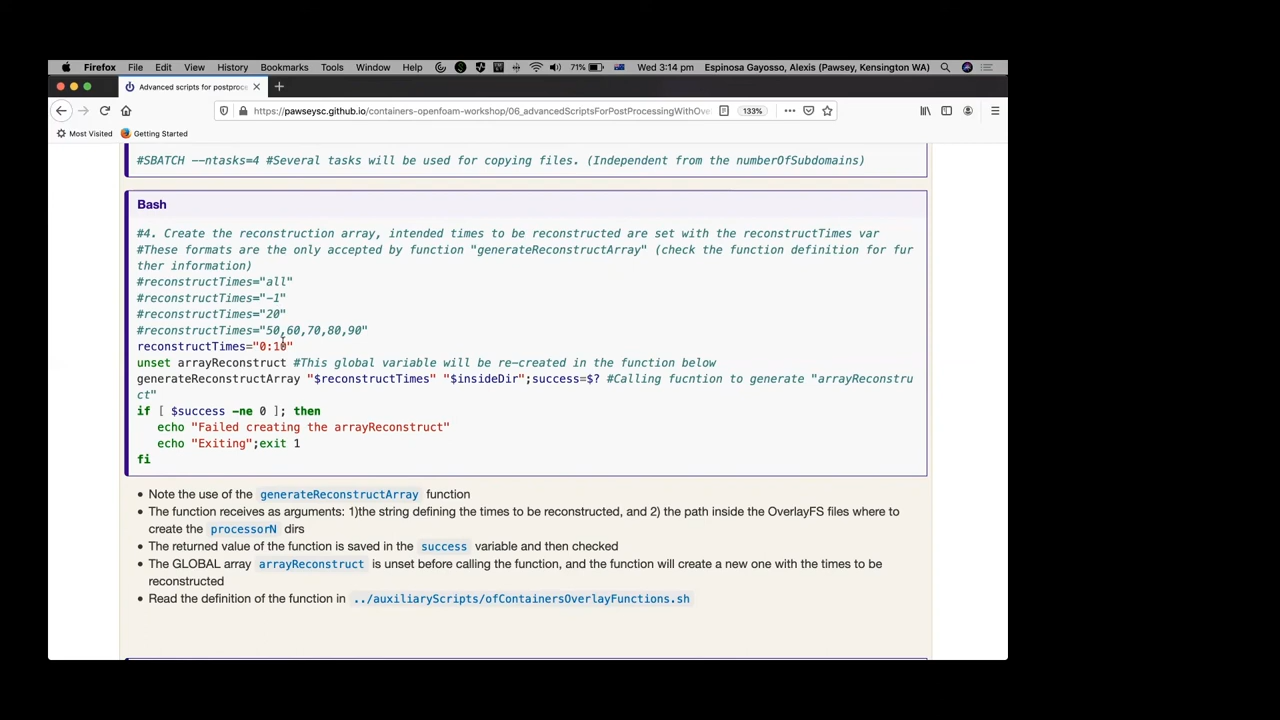 Firefox File Edit View History Bookmarks Tools Window Help 71% Wed 3:14 pm Espinosa Gayosso, Alexis (Pawsey, Kensington WA)
Advanced scripts for postproce
https://pawseysc.github.io/containers-openfoam-workshop/06_advancedScriptsForPostProcessingWithOve 133%
Most Visited Getting Started
#SBATCH --ntasks=4 #Several tasks will be used for copying files. (Independent from the numberOfSubdomains)
Bash
#4. Create the reconstruction array, intended times to be reconstructed are set with the reconstructTimes var
#These formats are the only accepted by function "generateReconstructArray" (check the function definition for fur
ther information)
#reconstructTimes="all"
#reconstructTimes="-1"
#reconstructTimes="20"
#reconstructTimes="50,60,70,80,90"
reconstructTimes="0:10"
unset arrayReconstruct #This global variable will be re-created in the function below
generateReconstructArray "$reconstructTimes" "$insideDir";success=$? #Calling fucntion to generate "arrayReconstru
ct"
if [ $success -ne 0 ]; then
echo "Failed creating the arrayReconstruct"
echo "Exiting";exit 1
fi
• Note the use of the generateReconstructArray function
• The function receives as arguments: 1)the string defining the times to be reconstructed, and 2) the path inside the OverlayFS files where to
create the processorN dirs
• The returned value of the function is saved in the success variable and then checked
• The GLOBAL array arrayReconstruct is unset before calling the function, and the function will create a new one with the times to be
reconstructed
• Read the definition of the function in ../auxiliaryScripts/ofContainersOverlayFunctions.sh